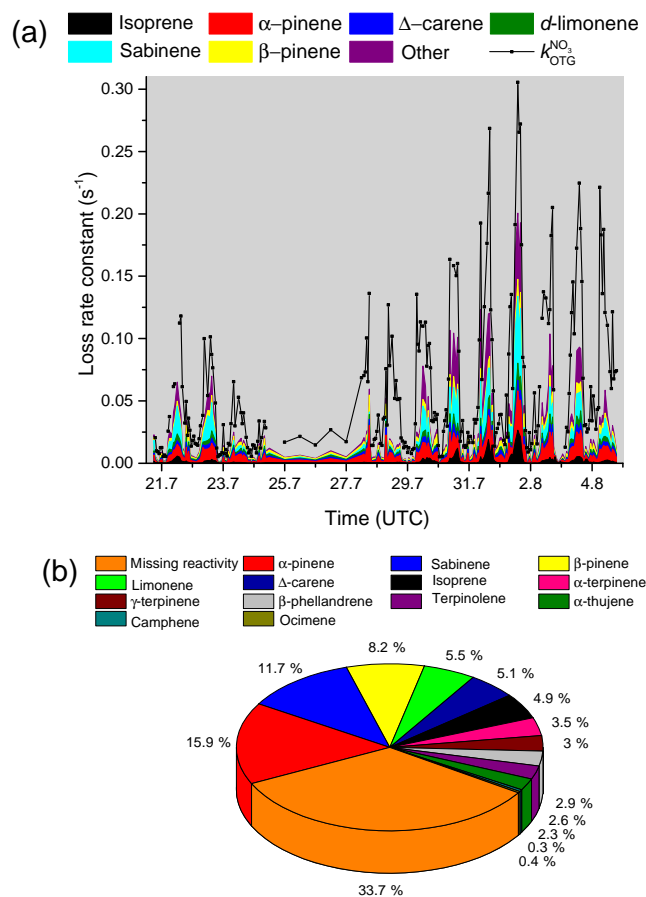 (a)
Isoprene α−pinene Δ−carene d-limonene
Sabinene β−pinene Other k_OTG^NO₃
Loss rate constant (s⁻¹)
0.30
0.25
0.20
0.15
0.10
0.05
0.00
21.7 23.7 25.7 27.7 29.7 31.7 2.8 4.8
Time (UTC)
(b)
Missing reactivity α-pinene Sabinene β-pinene
Limonene Δ-carene Isoprene α-terpinene
γ-terpinene β-phellandrene Terpinolene α-thujene
Camphene Ocimene
8.2 %
5.5 %
11.7 %
5.1 %
4.9 %
3.5 %
15.9 %
3 %
2.9 %
2.6 %
2.3 %
0.3 %
0.4 %
33.7 %